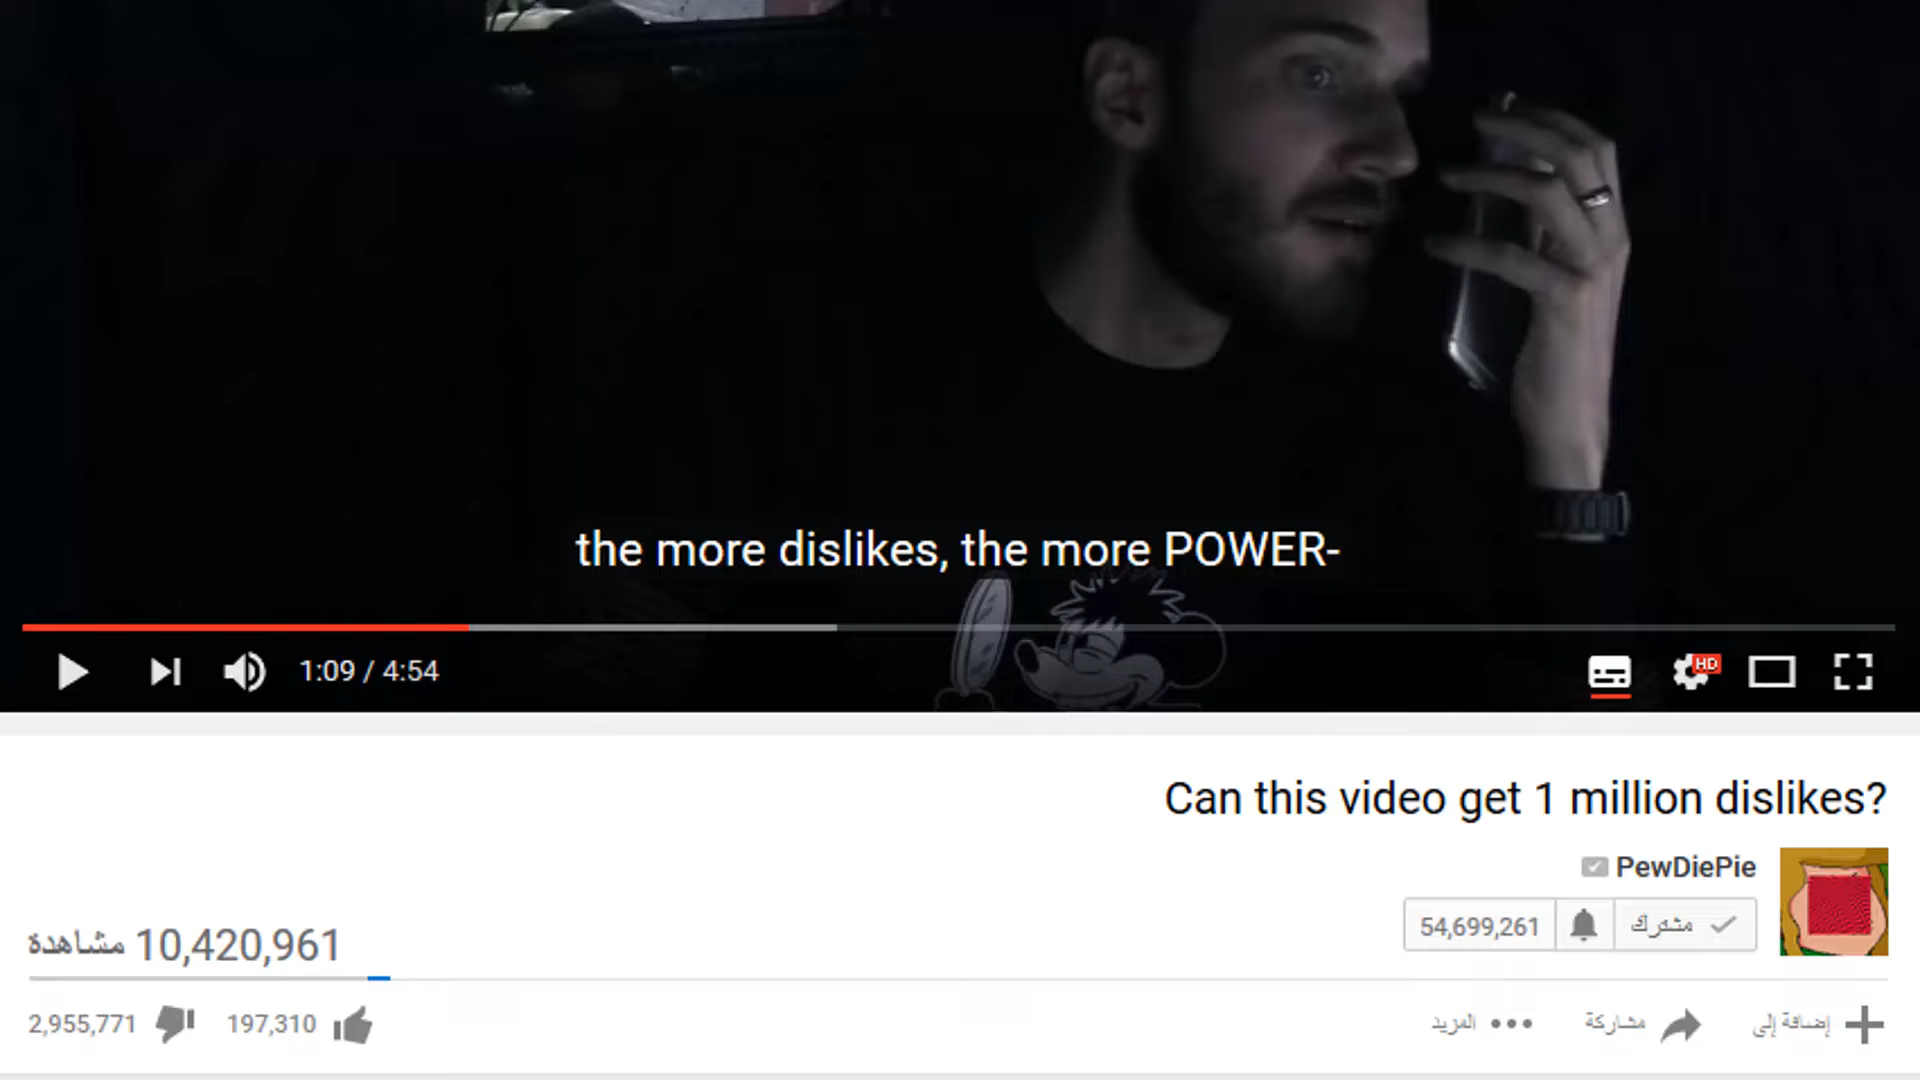 the more dislikes, the more POWER-
1:09 / 4:54
HD
Can this video get 1 million dislikes?
PewDiePie
54,699,261
مشترك
10,420,961 مشاهدة
2,955,771
197,310
المزيد
مشاركة
إضافة إلى